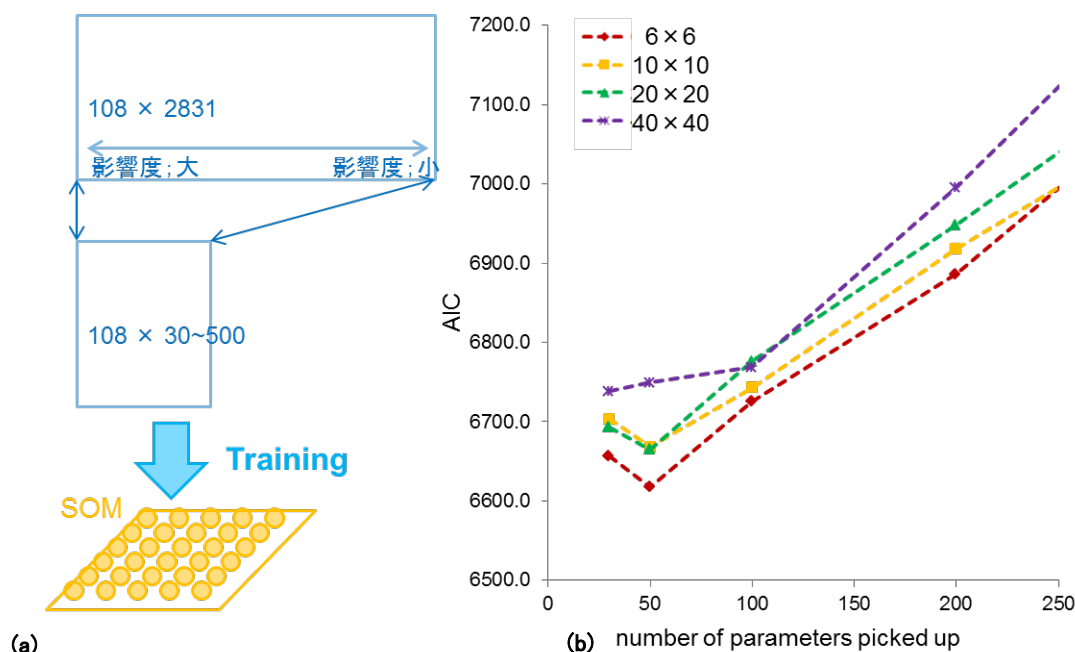 108 × 2831
影響度；大
影響度；小
108 × 30~500
Training
SOM
(a)
6×6
10×10
20×20
40×40
7200.0
7100.0
7000.0
6900.0
6800.0
6700.0
6600.0
6500.0
AIC
0 50 100 150 200 250
(b) number of parameters picked up